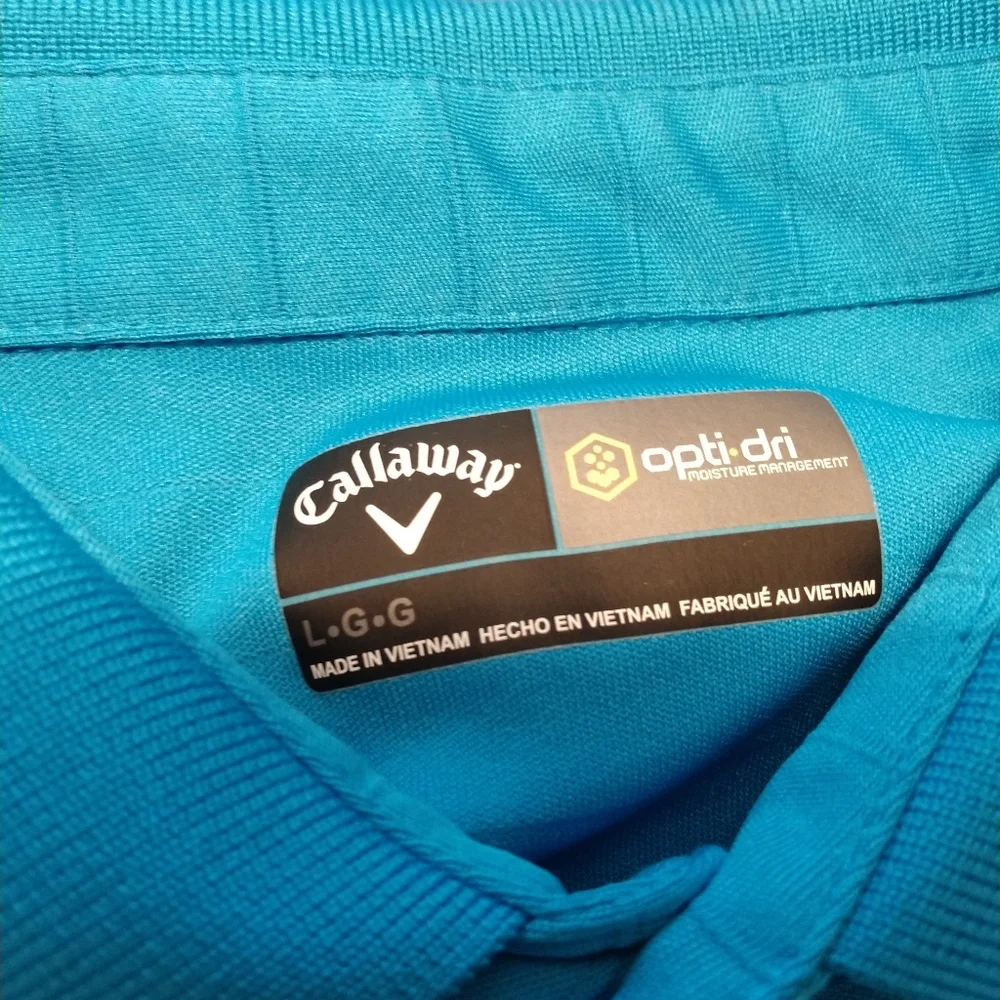 Callaway
opti·dri
MOISTURE MANAGEMENT
L•G•G
MADE IN VIETNAM HECHO EN VIETNAM FABRIQUÉ AU VIETNAM